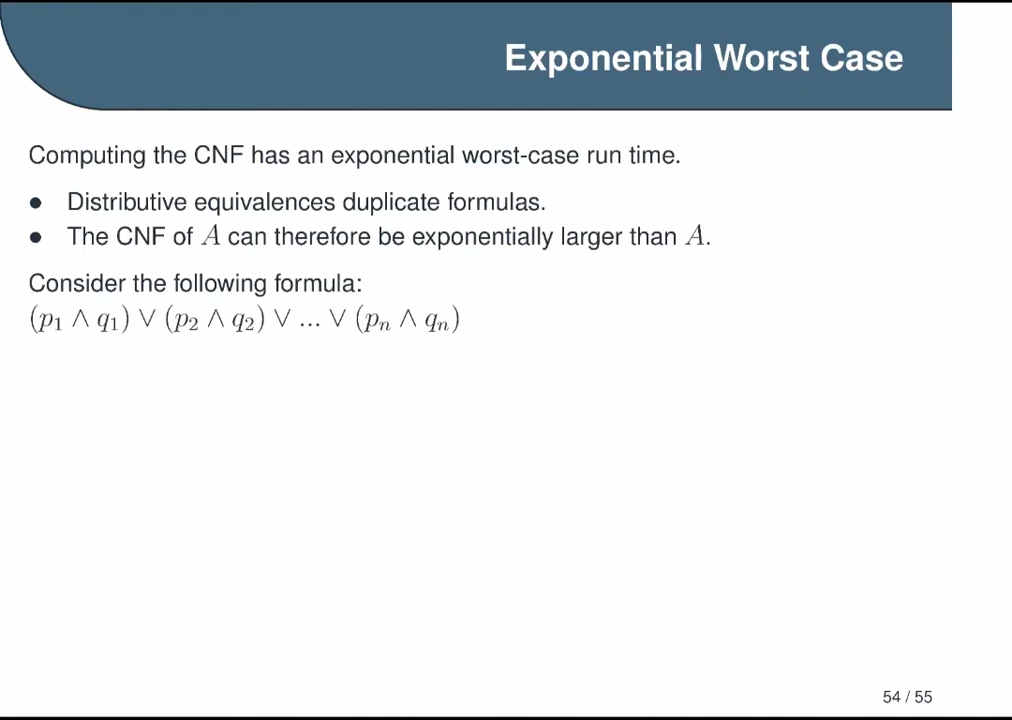 Exponential Worst Case
Computing the CNF has an exponential worst-case run time.
• Distributive equivalences duplicate formulas.
• The CNF of A can therefore be exponentially larger than A.
Consider the following formula:
(p₁ ∧ q₁) ∨ (p₂ ∧ q₂) ∨ ... ∨ (pₙ ∧ qₙ)
54 / 55